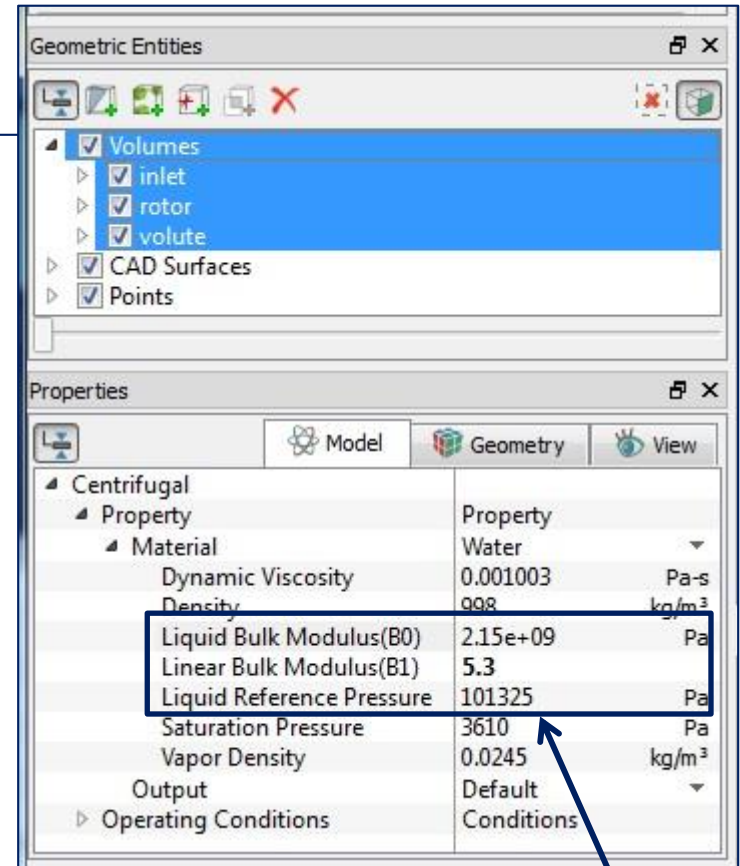 Geometric Entities
Volumes
inlet
rotor
volute
CAD Surfaces
Points
Properties
Model Geometry View
Centrifugal
Property Property
Material Water
Dynamic Viscosity 0.001003 Pa-s
Density 998 kg/m³
Liquid Bulk Modulus(B0) 2.15e+09 Pa
Linear Bulk Modulus(B1) 5.3
Liquid Reference Pressure 101325 Pa
Saturation Pressure 3610 Pa
Vapor Density 0.0245 kg/m³
Output Default
Operating Conditions Conditions